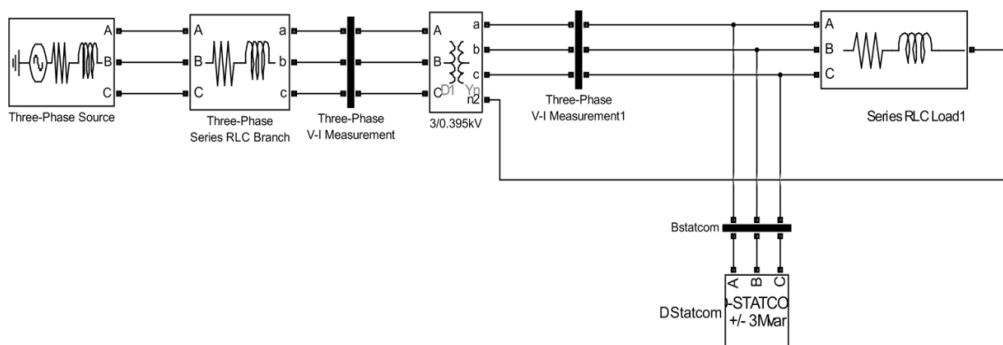 A
B
C
Three-Phase Source
A
B
C
a
b
c
Three-Phase
Series RLC Branch
Three-Phase
V-I Measurement
A
B
C
D1 Yn
a
b
c
n2
3/0.395kV
Three-Phase
V-I Measurement1
A
B
C
Series RLC Load1
Bstatcom
A
B
C
DStatcom
-STATCO
+/- 3Mvar